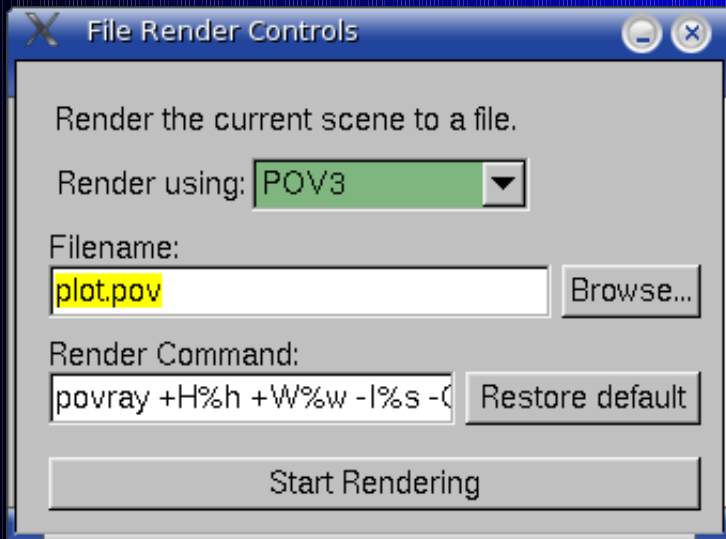 File Render Controls
Render the current scene to a file.
Render using: POV3
Filename:
plot.pov Browse...
Render Command:
povray +H%h +W%w -I%s Restore default
Start Rendering